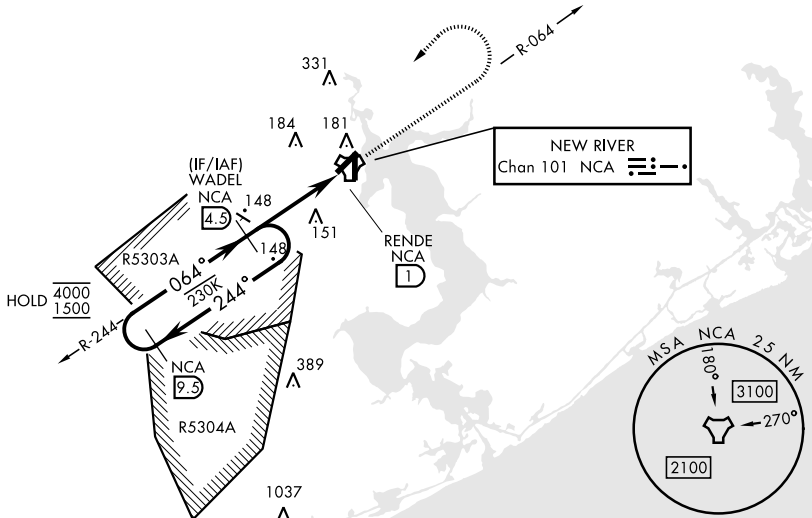 331
R-064
184
181
NEW RIVER
Chan 101 NCA
(IF/IAF)
WADEL
NCA
4.5
148
151
148
RENDE
NCA
1
R5303A
064°
230K
244°
HOLD 4000
1500
R-244
NCA
9.5
389
R5304A
1037
MSA NCA 25 NM
180°
3100
270°
2100